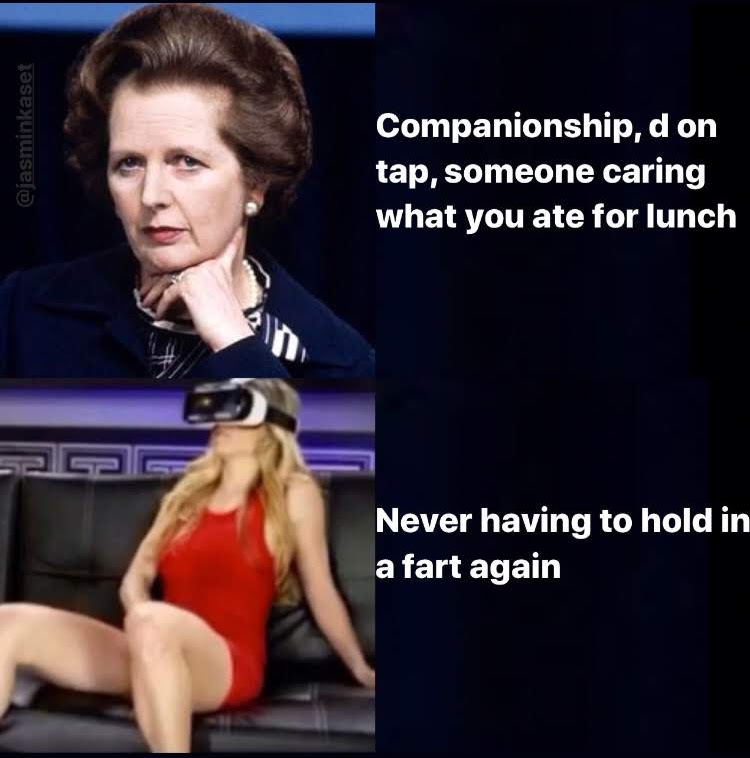 @jasminkaset
Companionship, d on
tap, someone caring
what you ate for lunch
Never having to hold in
a fart again